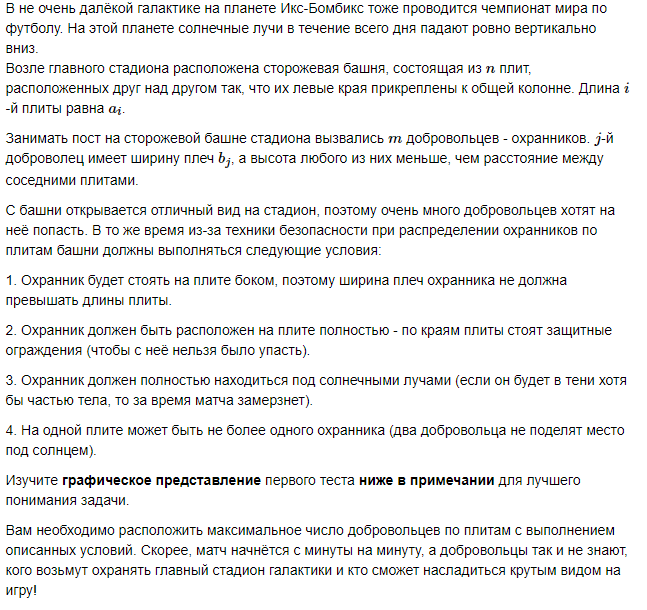 В не очень далёкой галактике на планете Икс-Бомбикс тоже проводится чемпионат мира по
футболу. На этой планете солнечные лучи в течение всего дня падают ровно вертикально
вниз.
Возле главного стадиона расположена сторожевая башня, состоящая из n плит,
расположенных друг над другом так, что их левые края прикреплены к общей колонне. Длина i
-й плиты равна aᵢ.
Занимать пост на сторожевой башне стадиона вызвались m добровольцев - охранников. j-й
доброволец имеет ширину плеч bⱼ, а высота любого из них меньше, чем расстояние между
соседними плитами.
С башни открывается отличный вид на стадион, поэтому очень много добровольцев хотят на
неё попасть. В то же время из-за техники безопасности при распределении охранников по
плитам башни должны выполняться следующие условия:
1. Охранник будет стоять на плите боком, поэтому ширина плеч охранника не должна
превышать длины плиты.
2. Охранник должен быть расположен на плите полностью - по краям плиты стоят защитные
ограждения (чтобы с неё нельзя было упасть).
3. Охранник должен полностью находиться под солнечными лучами (если он будет в тени хотя
бы частью тела, то за время матча замерзнет).
4. На одной плите может быть не более одного охранника (два добровольца не поделят место
под солнцем).
Изучите графическое представление первого теста ниже в примечании для лучшего
понимания задачи.
Вам необходимо расположить максимальное число добровольцев по плитам с выполнением
описанных условий. Скорее, матч начнётся с минуты на минуту, а добровольцы так и не знают,
кого возьмут охранять главный стадион галактики и кто сможет насладиться крутым видом на
игру!